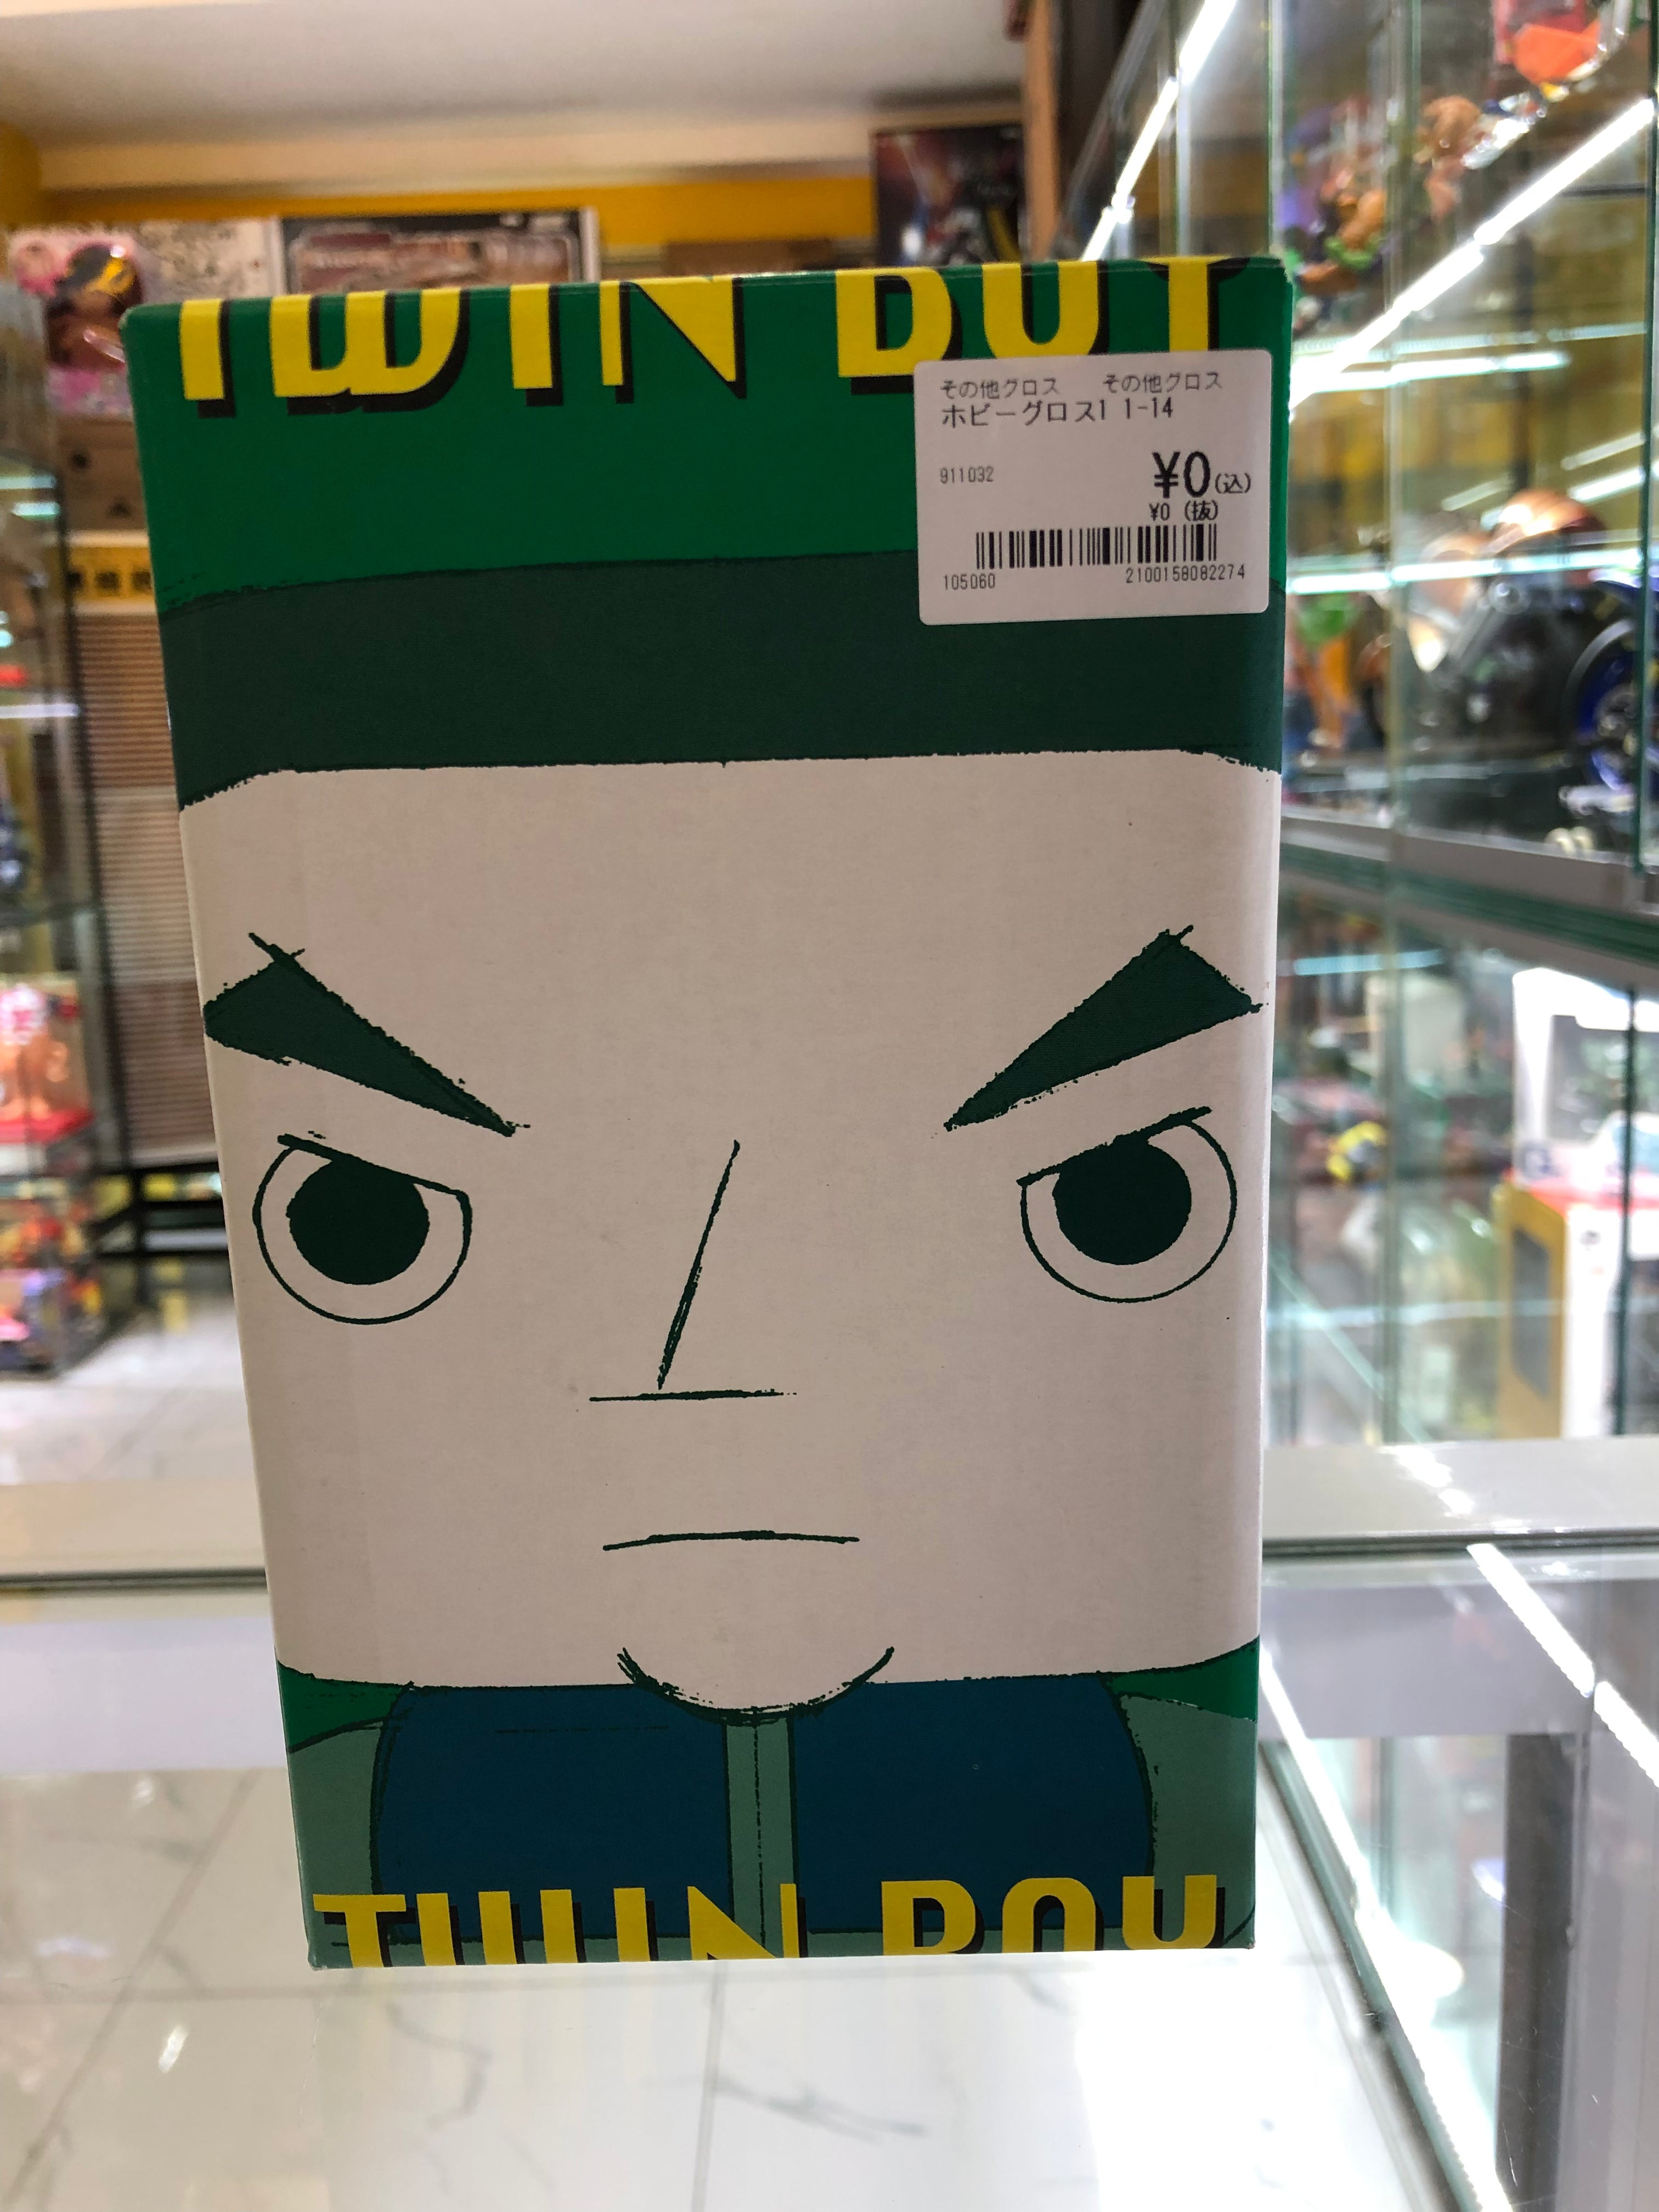 TWIN BOY
その他グロス その他グロス
ホビーグロス1 1-14
911032 ¥0(込)
¥0 (抜)
105060 2100158082274
TWIN BOY